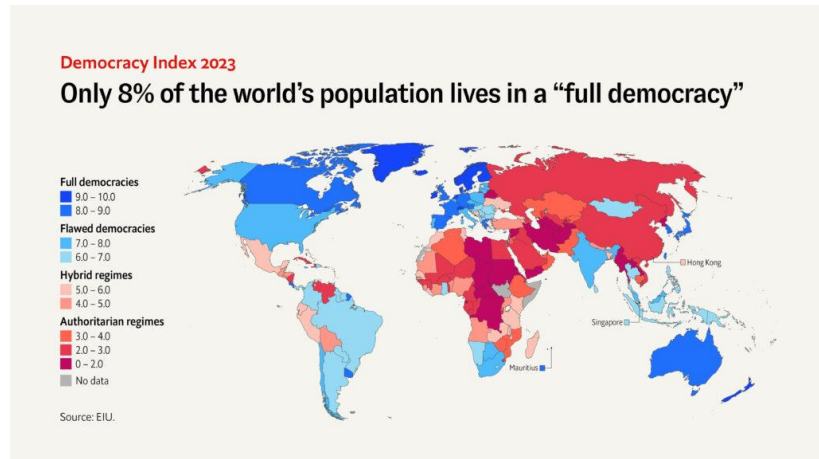 Democracy Index 2023
Only 8% of the world's population lives in a “full democracy”
Full democracies
9.0 – 10.0
8.0 – 9.0
Flawed democracies
7.0 – 8.0
6.0 – 7.0
Hybrid regimes
5.0 – 6.0
4.0 – 5.0
Authoritarian regimes
3.0 – 4.0
2.0 – 3.0
0 – 2.0
No data
Hong Kong
Singapore
Mauritius
Source: EIU.